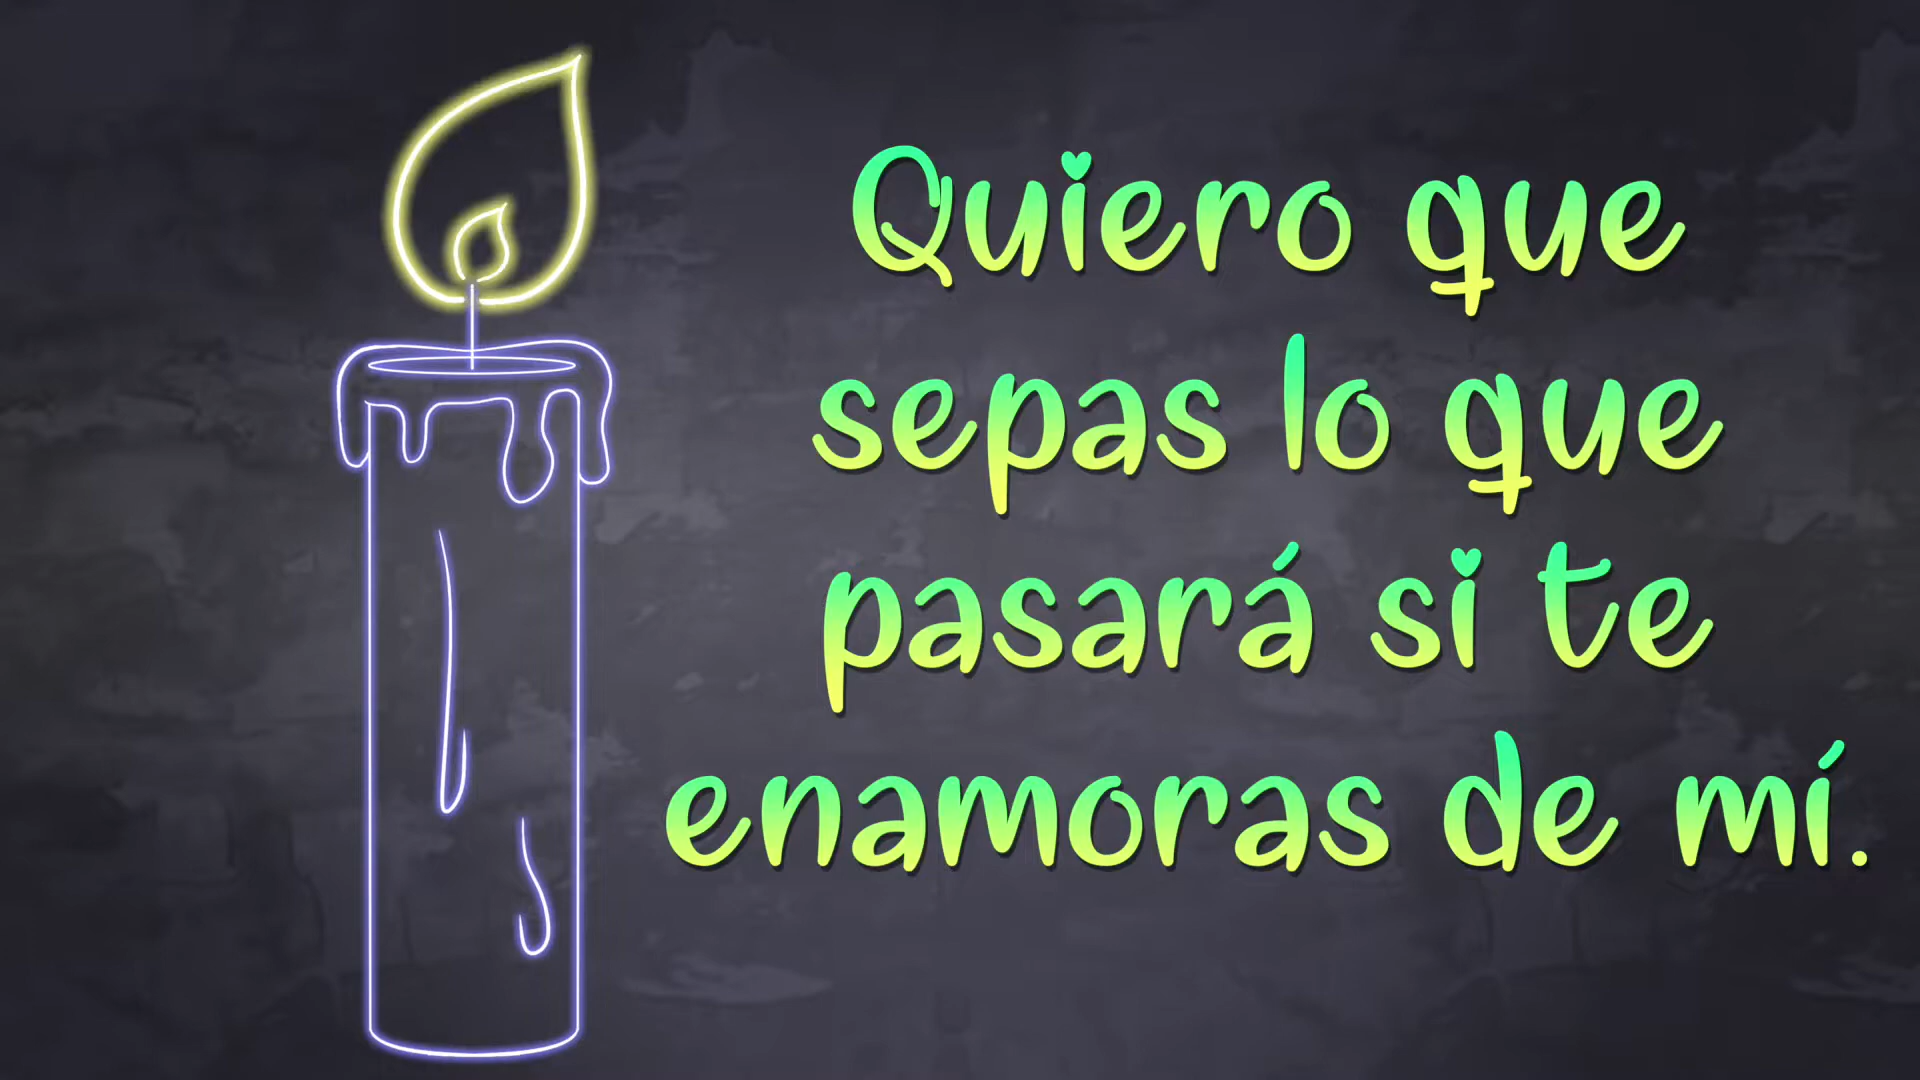 Quiero que
sepas lo que
pasará si te
enamoras de mí.